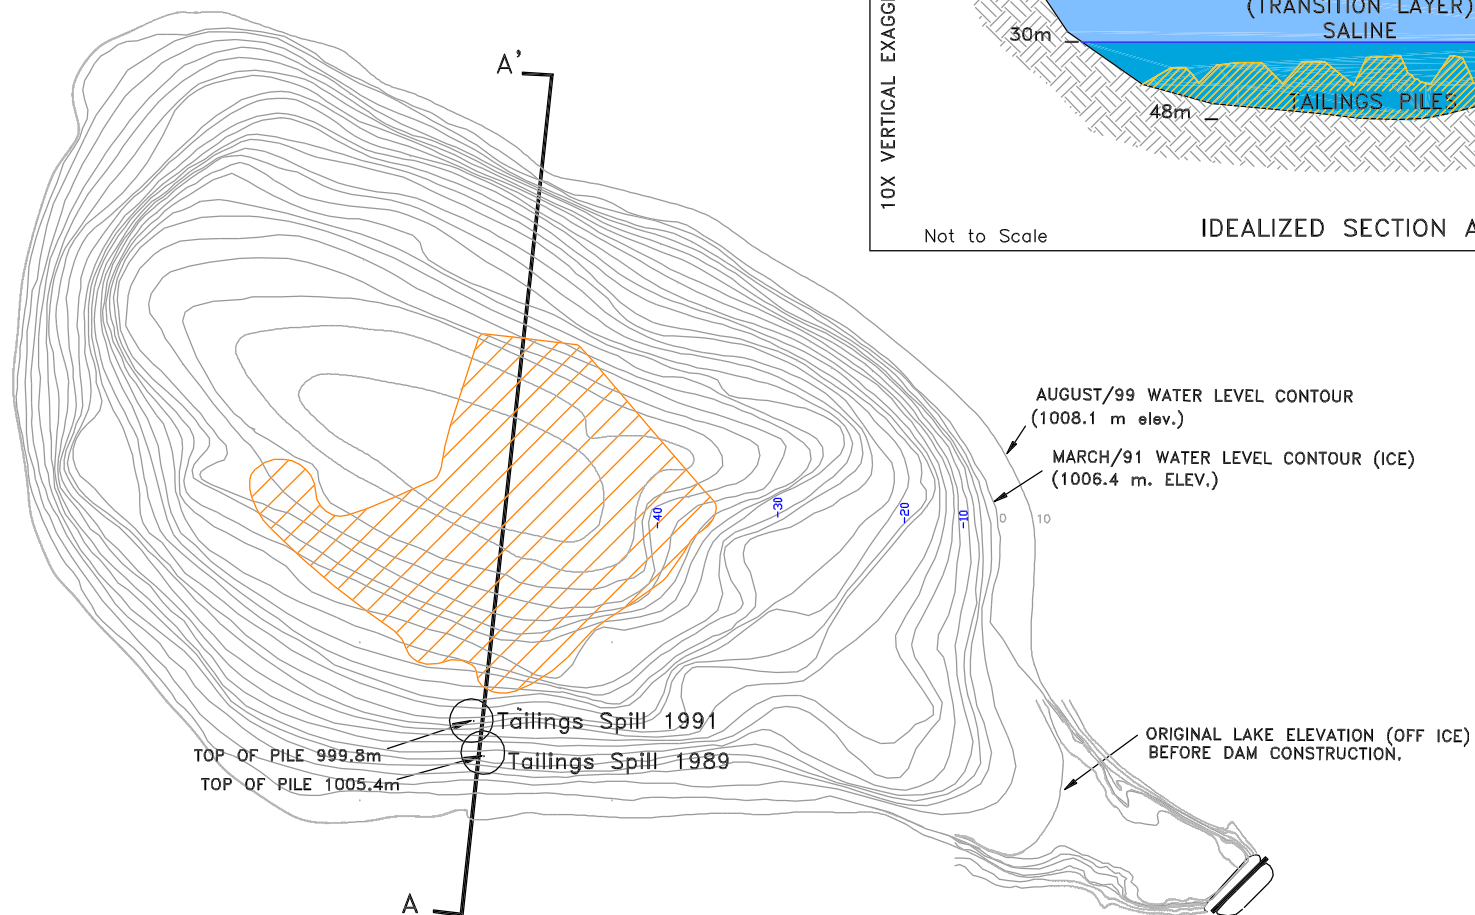 A'
10X VERTICAL EXAGG
(TRANSITION LAYER)
SALINE
30m
TAILINGS PILES
48m
Not to Scale
IDEALIZED SECTION A
AUGUST/99 WATER LEVEL CONTOUR
(1008.1 m elev.)
MARCH/91 WATER LEVEL CONTOUR (ICE)
(1006.4 m. ELEV.)
-40
-30
-20
-10
0
10
Tailings Spill 1991
TOP OF PILE 999.8m
Tailings Spill 1989
TOP OF PILE 1005.4m
ORIGINAL LAKE ELEVATION (OFF ICE)
BEFORE DAM CONSTRUCTION.
A